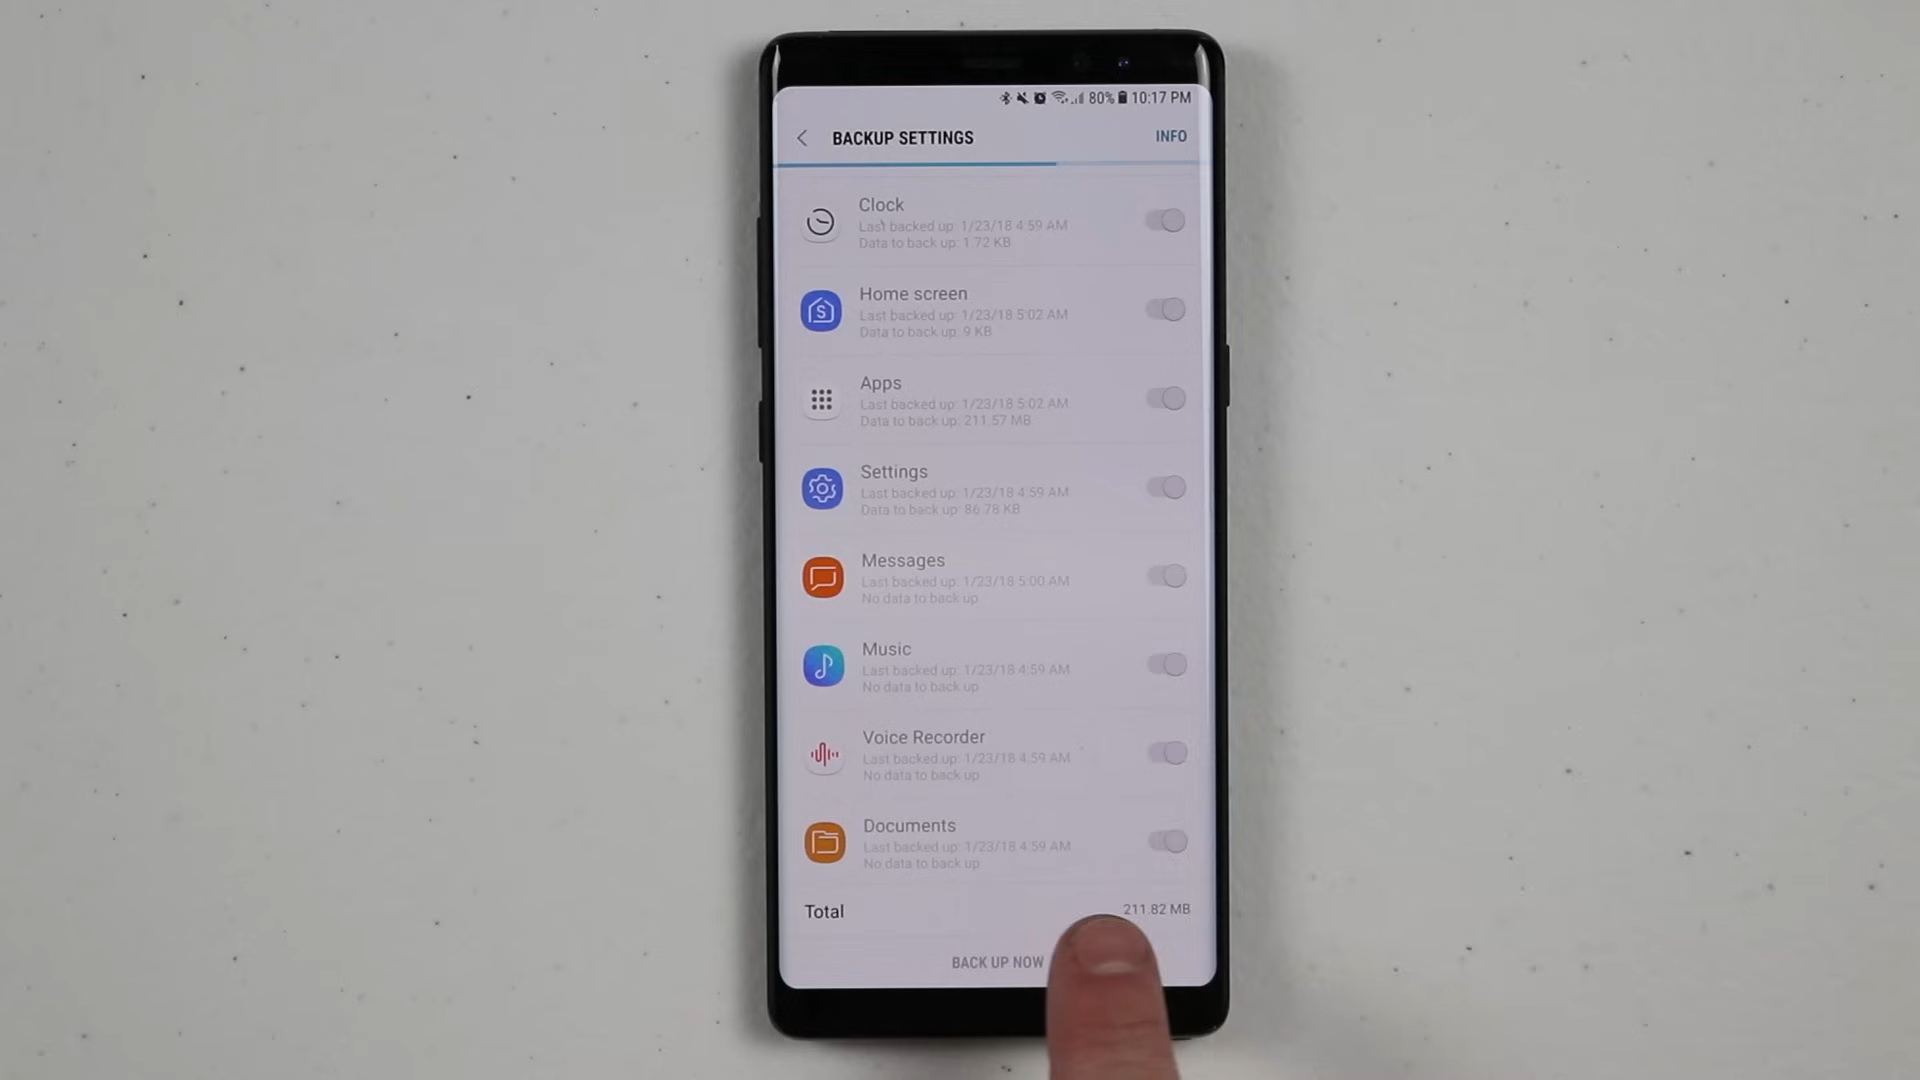 80% 10:17 PM
BACKUP SETTINGS
INFO
Clock
Last backed up: 1/23/18 4:59 AM
Data to back up: 1.72 KB
Home screen
Last backed up: 1/23/18 5:02 AM
Data to back up: 9 KB
Apps
Last backed up: 1/23/18 5:02 AM
Data to back up: 211.57 MB
Settings
Last backed up: 1/23/18 4:59 AM
Data to back up: 86.78 KB
Messages
Last backed up: 1/23/18 5:00 AM
No data to back up
Music
Last backed up: 1/23/18 4:59 AM
No data to back up
Voice Recorder
Last backed up: 1/23/18 4:59 AM
No data to back up
Documents
Last backed up: 1/23/18 4:59 AM
No data to back up
Total
211.82 MB
BACK UP NOW